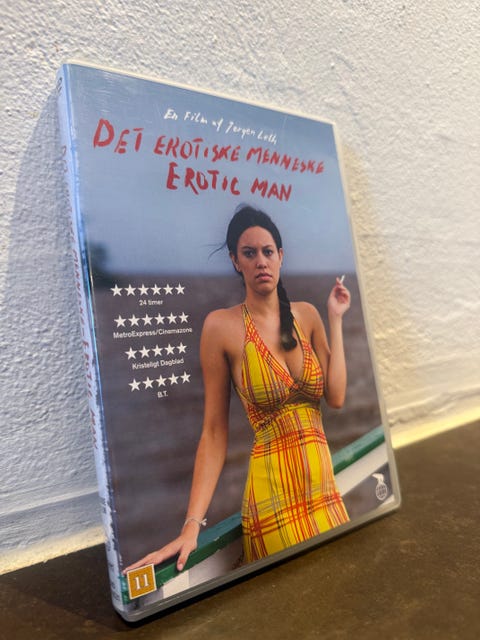 En Film af Jørgen Leth
DET EROTISKE MENNESKE
EROTIC MAN
★★★★★★
24 timer
★★★★★★
MetroExpress/Cinemazone
★★★★★
Kristeligt Dagblad
★★★★★
B.T.
11